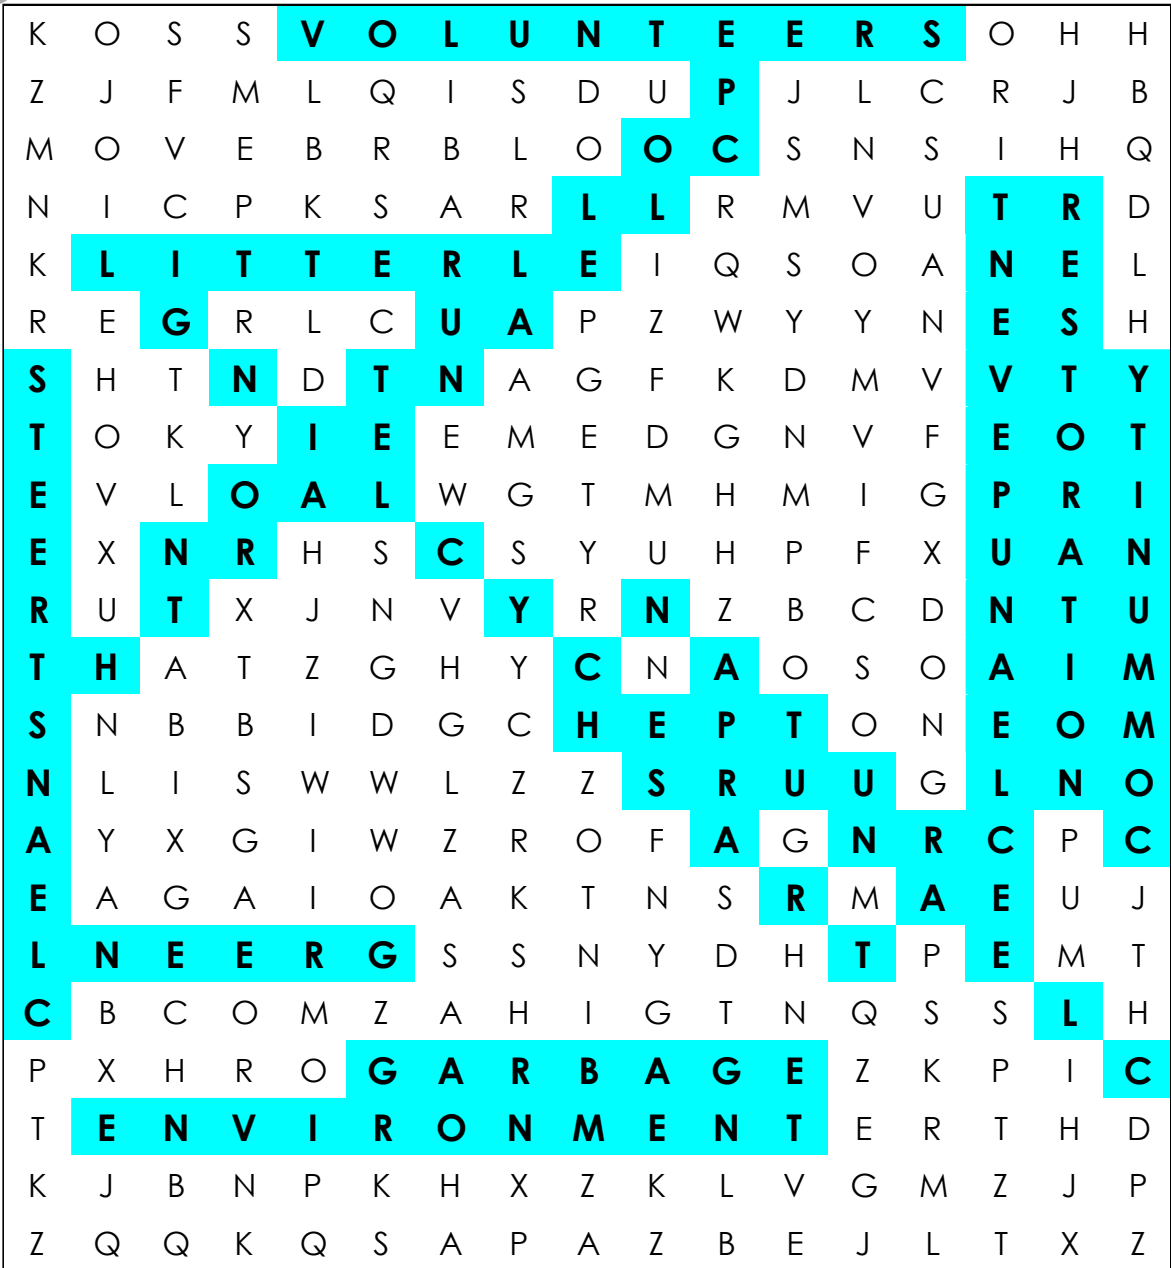 K O S S V O L U N T E E R S O H H
Z J F M L Q I S D U P J L C R J B
M O V E B R B L O O C S N S I H Q
N I C P K S A R L L R M V U T R D
K L I T T E R L E I Q S O A N E L
R E G R L C U A P Z W Y Y N E S H
S H T N D T N A G F K D M V V T Y
T O K Y I E E M E D G N V F E O T
E V L O A L W G T M H M I G P R I
E X N R H S C S Y U H P F X U A N
R U T X J N V Y R N Z B C D N T U
T H A T Z G H Y C N A O S O A I M
S N B B I D G C H E P T O N E O M
N L I S W W L Z Z S R U U G L N O
A Y X G I W Z R O F A G N R C P C
E A G A I O A K T N S R M A E U J
L N E E R G S S N Y D H T P E M T
C B C O M Z A H I G T N Q S S L H
P X H R O G A R B A G E Z K P I C
T E N V I R O N M E N T E R T H D
K J B N P K H X Z K L V G M Z J P
Z Q Q K Q S A P A Z B E J L T X Z